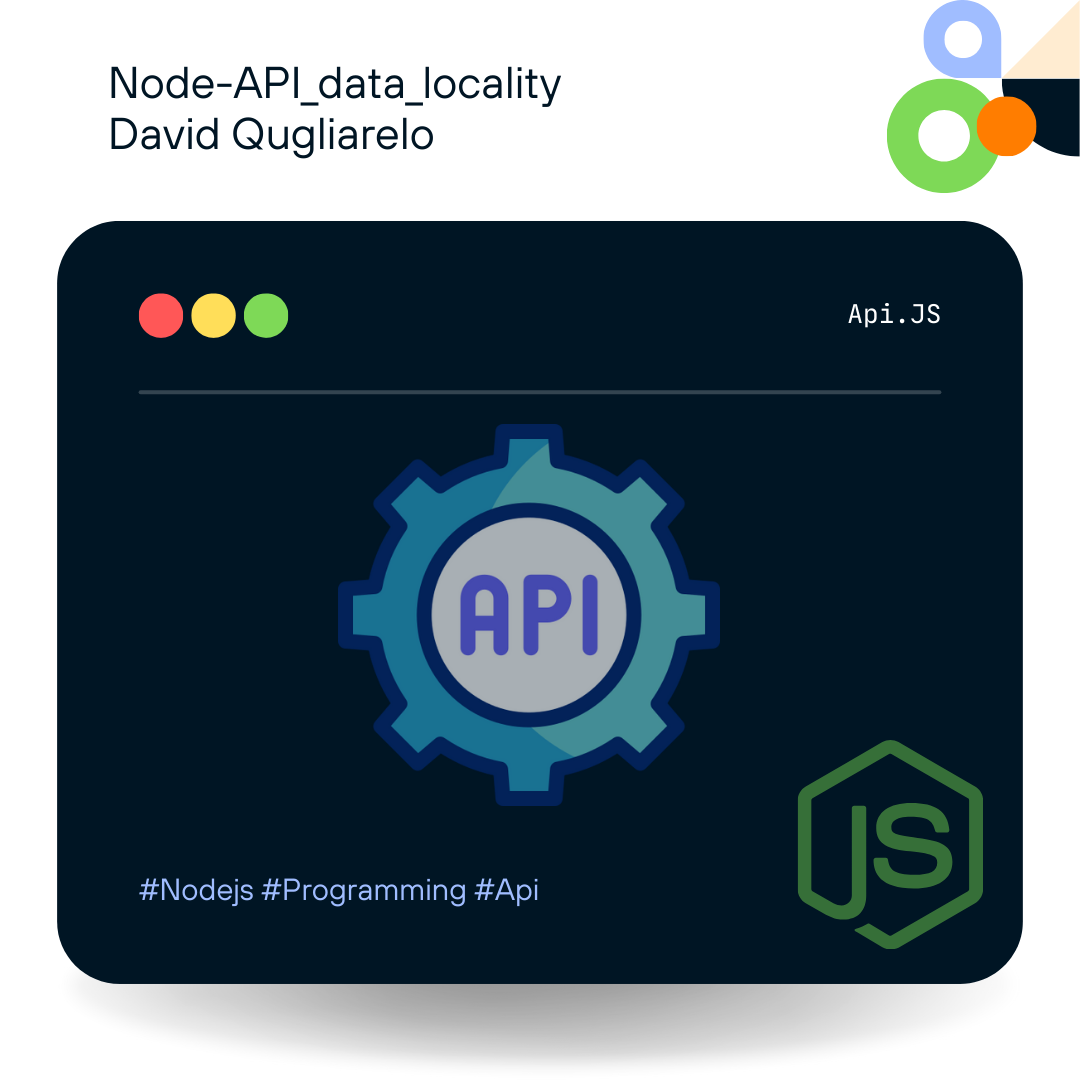 Node-API_data_locality
David Qugliarelo
Api.JS
API
JS
#Nodejs #Programming #Api